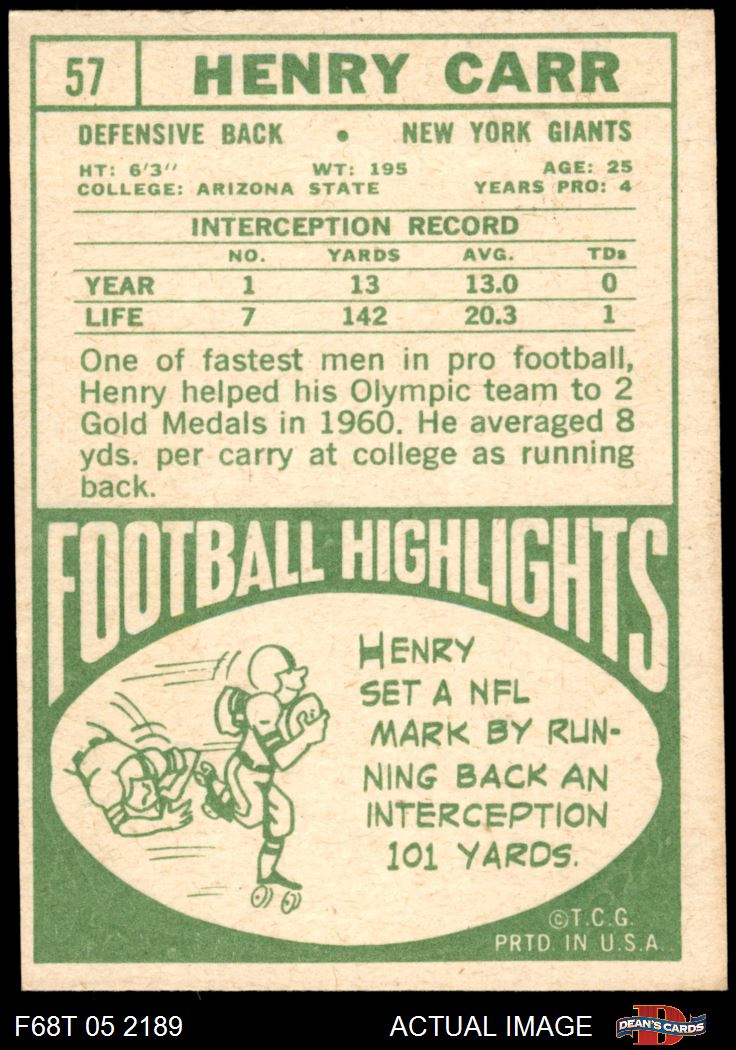 57 HENRY CARR
DEFENSIVE BACK • NEW YORK GIANTS
HT: 6'3" WT: 195 AGE: 25
COLLEGE: ARIZONA STATE YEARS PRO: 4
INTERCEPTION RECORD
NO. YARDS AVG. TDs
YEAR 1 13 13.0 0
LIFE 7 142 20.3 1
One of fastest men in pro football,
Henry helped his Olympic team to 2
Gold Medals in 1960. He averaged 8
yds. per carry at college as running
back.
FOOTBALL HIGHLIGHTS
HENRY
SET A NFL
MARK BY RUN-
NING BACK AN
INTERCEPTION
101 YARDS.
©T.C.G.
PRTD. IN U.S.A.
F68T 05 2189 ACTUAL IMAGE D DEAN'S CARDS